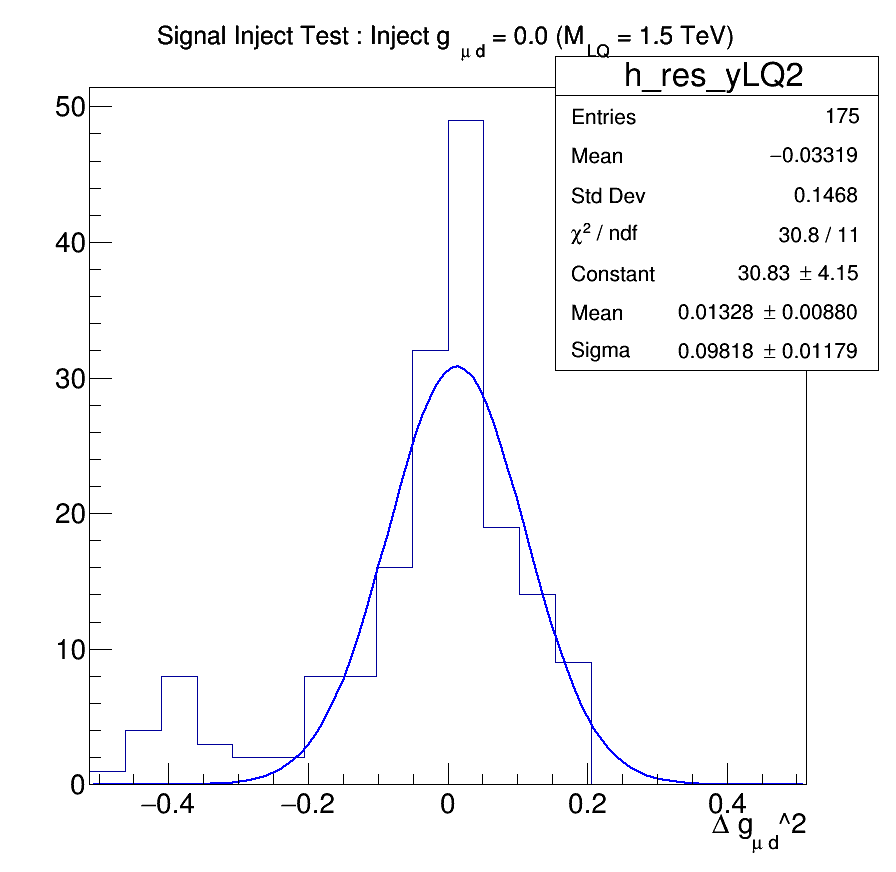 Signal Inject Test : Inject g μ d = 0.0 (M LQ = 1.5 TeV)
h_res_yLQ2
Entries 175
Mean −0.03319
Std Dev 0.1468
χ² / ndf 30.8 / 11
Constant 30.83 ± 4.15
Mean 0.01328 ± 0.00880
Sigma 0.09818 ± 0.01179
50
40
30
20
10
0
−0.4 −0.2 0 0.2 0.4
Δ g μ d ^2